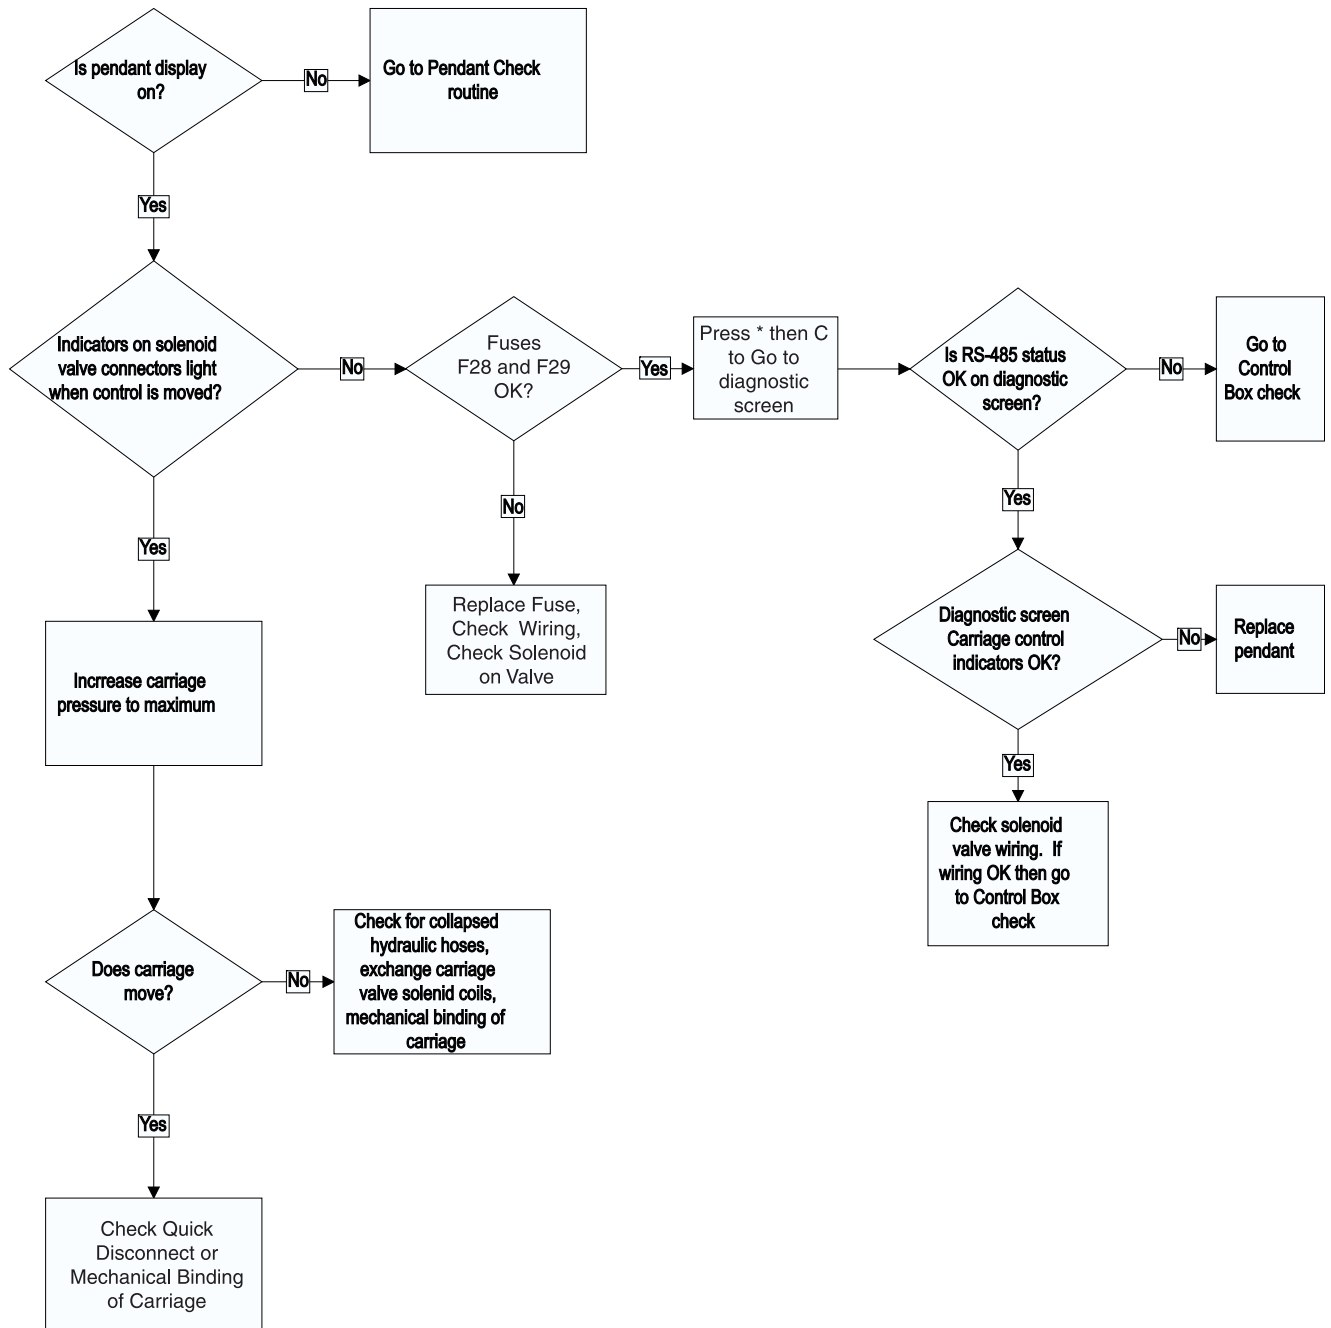 Is pendant display
on?
No
Go to Pendant Check
routine
Yes
Indicators on solenoid
valve connectors light
when control is moved?
No
Fuses
F28 and F29
OK?
Yes
Press * then C
to Go to
diagnostic
screen
Is RS-485 status
OK on diagnostic
screen?
No
Go to
Control
Box check
Yes
No
Yes
Replace Fuse,
Check Wiring,
Check Solenoid
on Valve
Diagnostic screen
Carriage control
indicators OK?
No
Replace
pendant
Incrrease carriage
pressure to maximum
Yes
Check solenoid
valve wiring. If
wiring OK then go
to Control Box
check
Does carriage
move?
No
Check for collapsed
hydraulic hoses,
exchange carriage
valve solenid coils,
mechanical binding of
carriage
Yes
Check Quick
Disconnect or
Mechanical Binding
of Carriage